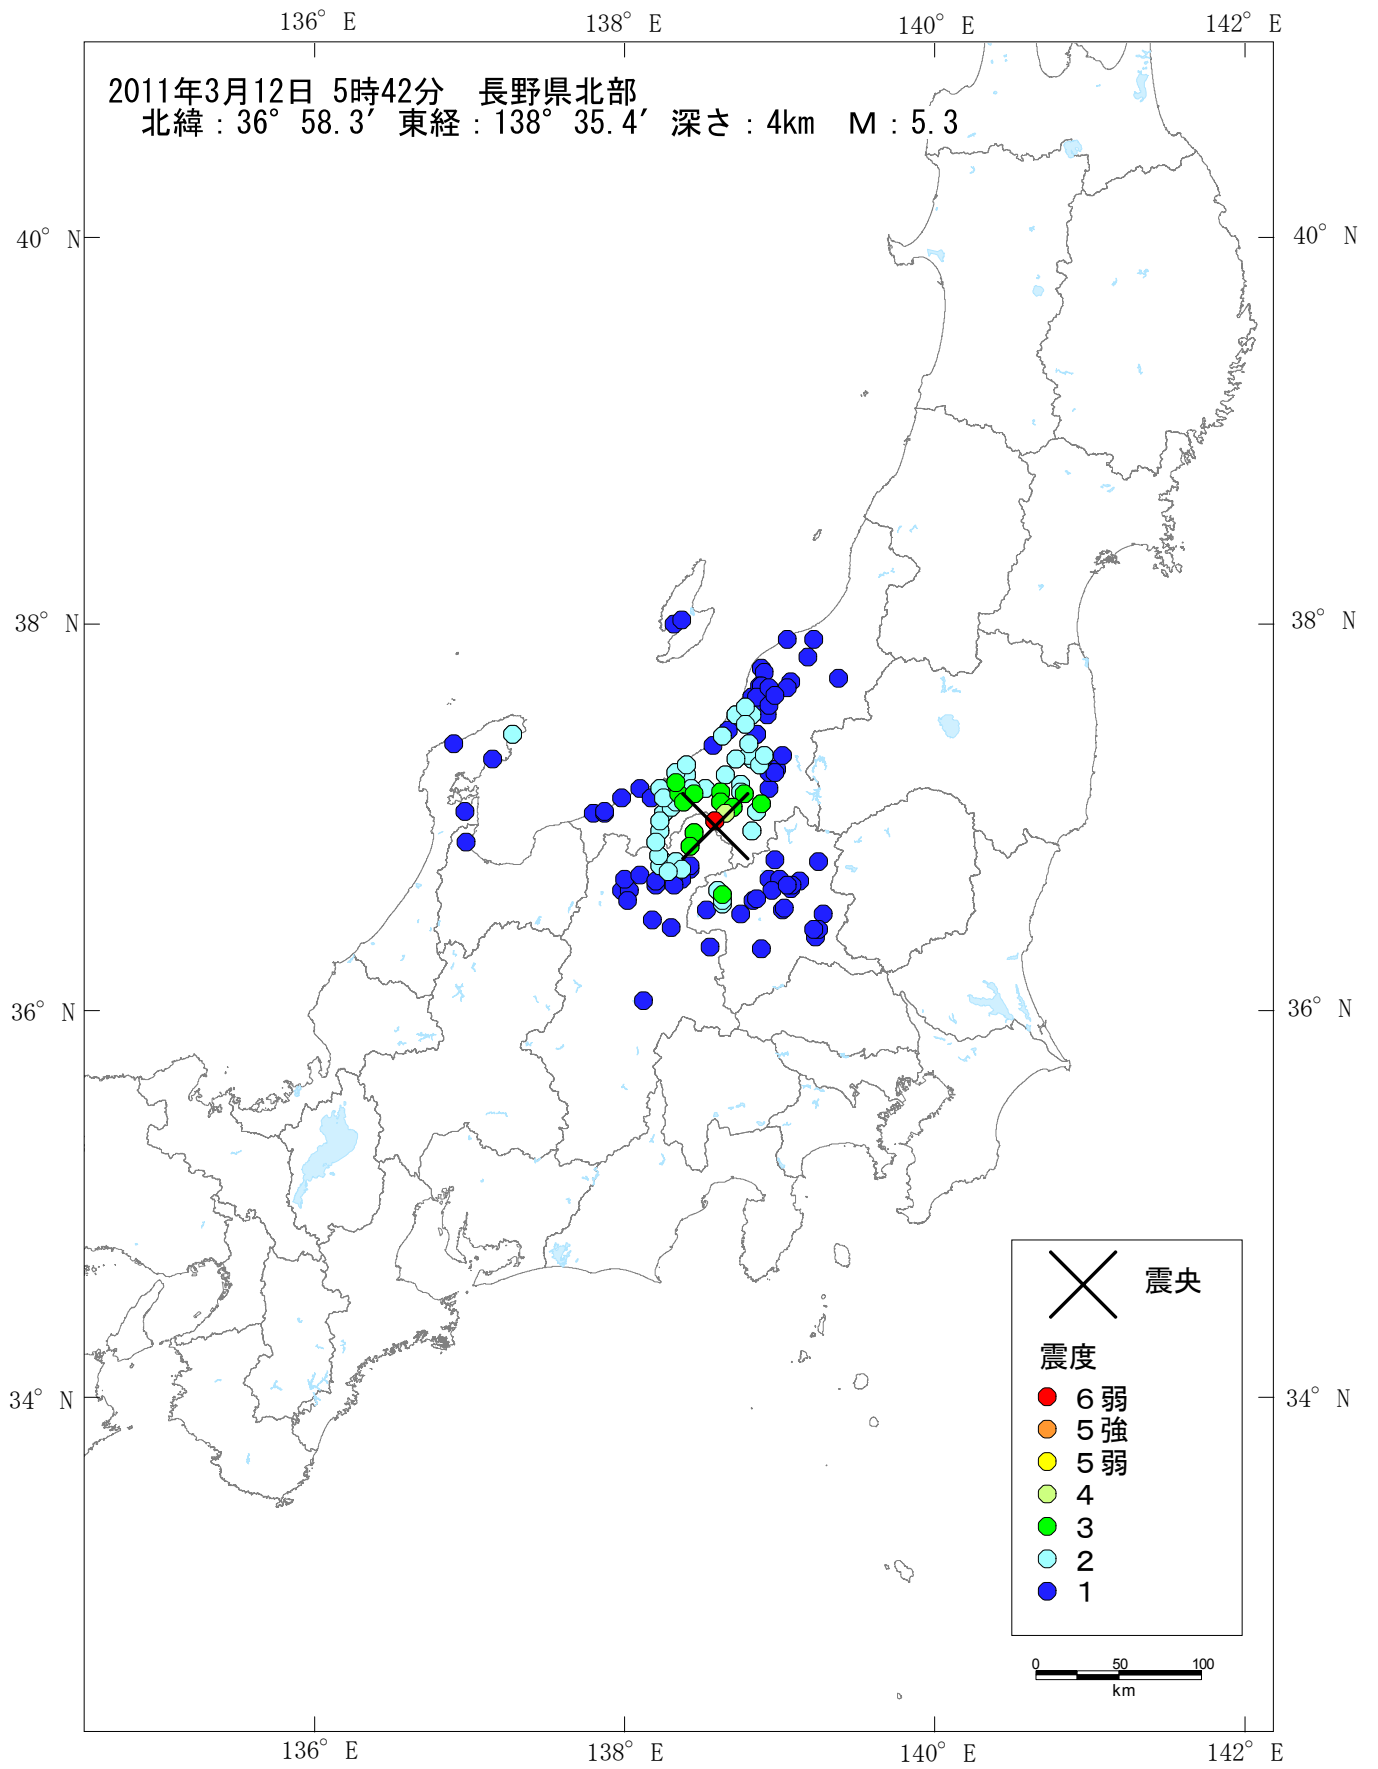 136° E 138° E 140° E 142° E
2011年3月12日 5時42分 長野県北部
北緯：36° 58.3′ 東経：138° 35.4′ 深さ：4km Ｍ：5.3
40° N 40° N
38° N 38° N
36° N 36° N
34° N 34° N
震央
震度
６弱
５強
５弱
４
３
２
１
0 50 100
km
136° E 138° E 140° E 142° E